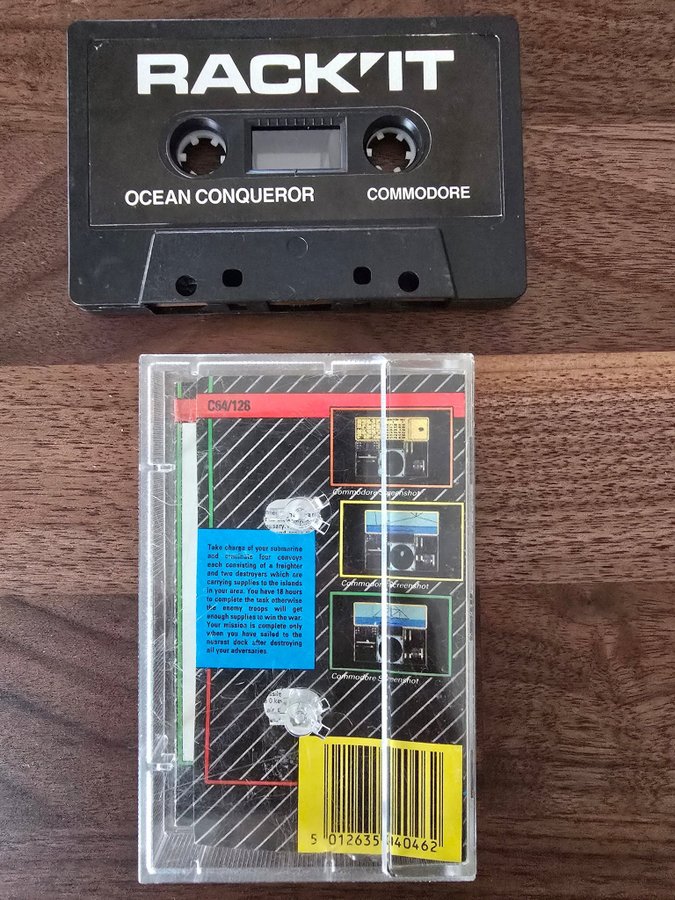 RACK'IT
OCEAN CONQUEROR
COMMODORE
C64/128
Commodore Screenshot
Commodore Screenshot
Commodore Screenshot
Take charge of your submarine
and eliminate four convoys
each consisting of a freighter
and two destroyers which are
carrying supplies to the islands
in your area. You have 18 hours
to complete the task otherwise
the enemy troops will get
enough supplies to win the war.
Your mission is complete only
when you have sailed to the
nearest dock after destroying
all your adversaries.
5 012635 040462